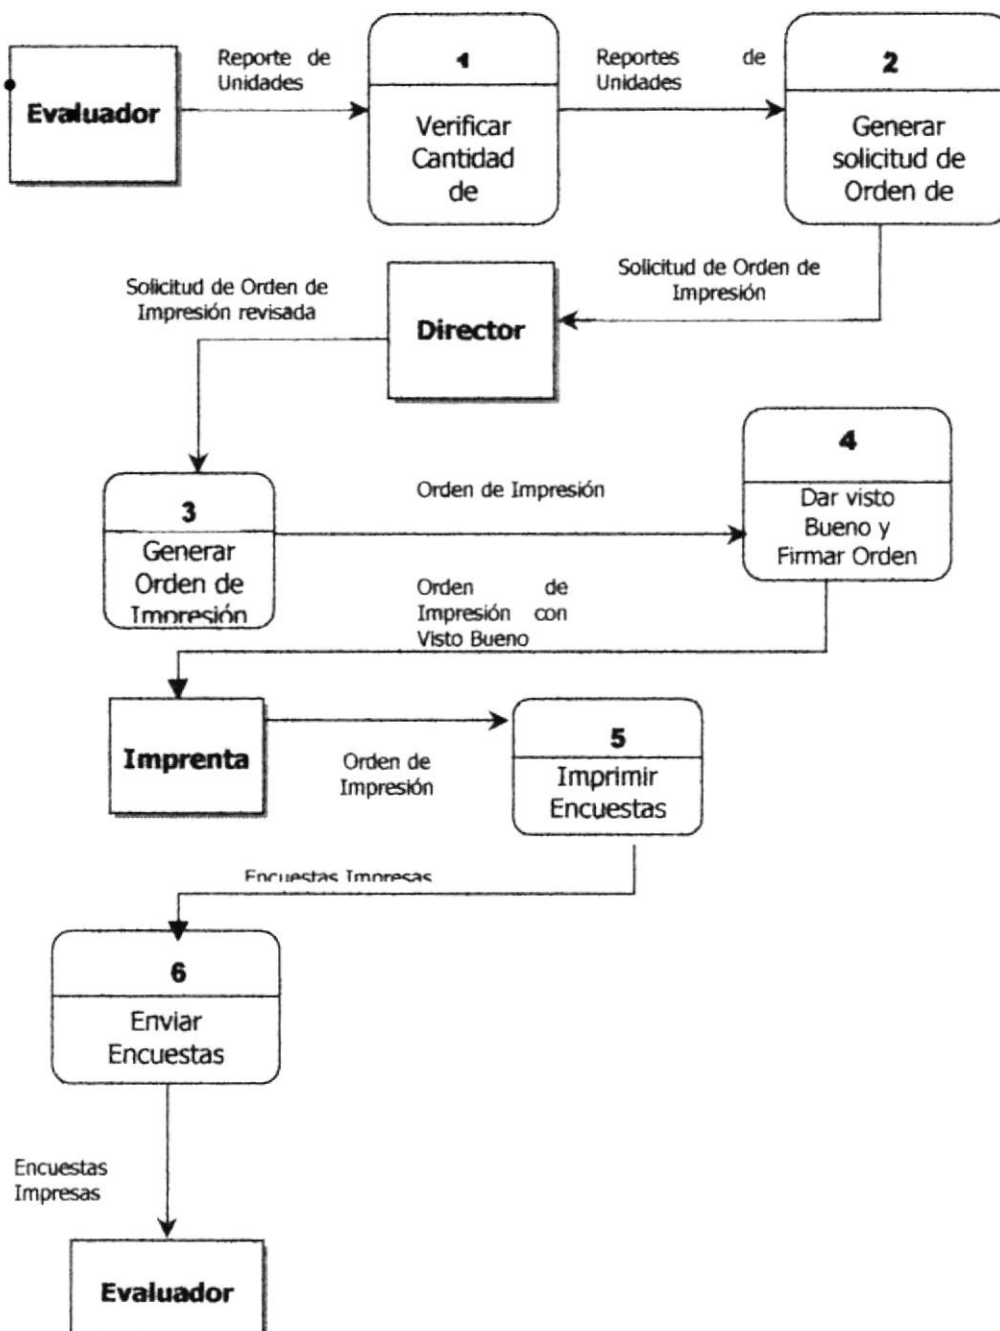 Reporte de
Unidades
Evaluador
1
Verificar
Cantidad
de
Reportes de
Unidades
2
Generar
solicitud de
Orden de
Solicitud de Orden de
Impresión
Director
Solicitud de Orden de
Impresión revisada
3
Generar
Orden de
Impresión
Orden de Impresión
4
Dar visto
Bueno y
Firmar Orden
Orden de
Impresión con
Visto Bueno
Imprenta
Orden de
Impresión
5
Imprimir
Encuestas
Encuestas Impresas
6
Enviar
Encuestas
Encuestas
Impresas
Evaluador